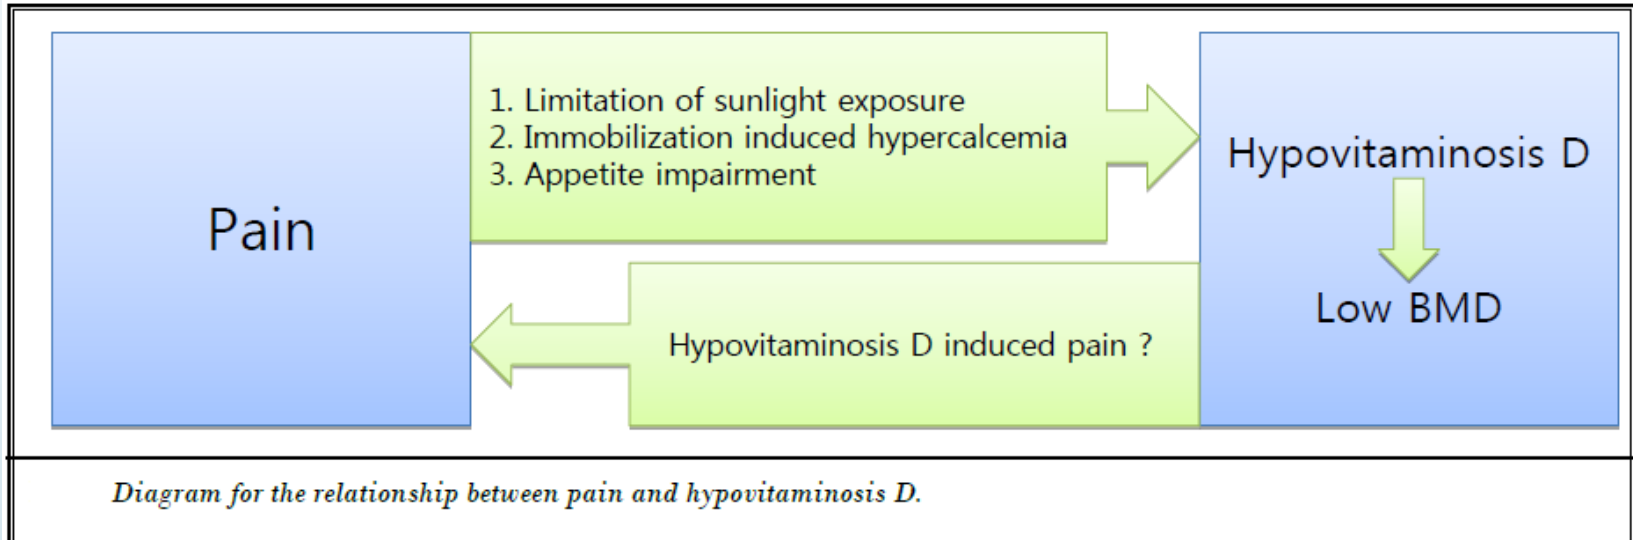 Pain
1. Limitation of sunlight exposure
2. Immobilization induced hypercalcemia
3. Appetite impairment
Hypovitaminosis D
Low BMD
Hypovitaminosis D induced pain ?
Diagram for the relationship between pain and hypovitaminosis D.